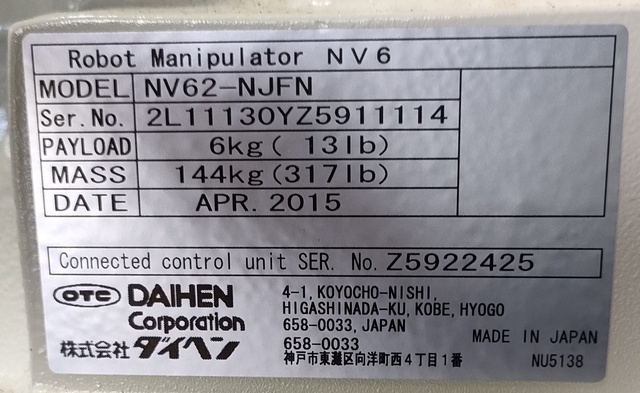 Robot Manipulator NV6
MODEL NV62-NJFN
Ser.No. 2L11130YZ5911114
PAYLOAD 6kg( 13lb)
MASS 144kg(317lb)
DATE APR. 2015
Connected control unit SER. No. Z5922425
OTC DAIHEN
Corporation
株式会社ダイヘン
4-1, KOYOCHO-NISHI,
HIGASHINADA-KU, KOBE, HYOGO
658-0033, JAPAN
658-0033
神戸市東灘区向洋町西4丁目1番
MADE IN JAPAN
NU5138